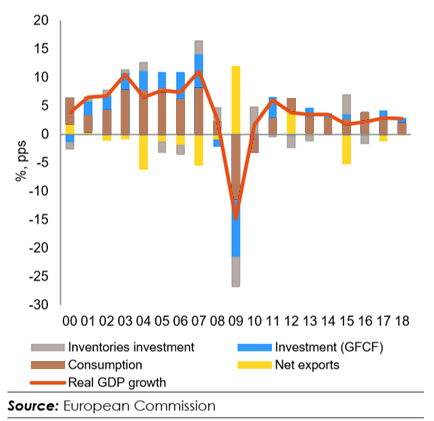 20
15
10
5
0
-5
-10
-15
-20
-25
-30
%, pps
00 01 02 03 04 05 06 07 08 09 10 11 12 13 14 15 16 17 18
Inventories investment Investment (GFCF)
Consumption Net exports
Real GDP growth
Source: European Commission